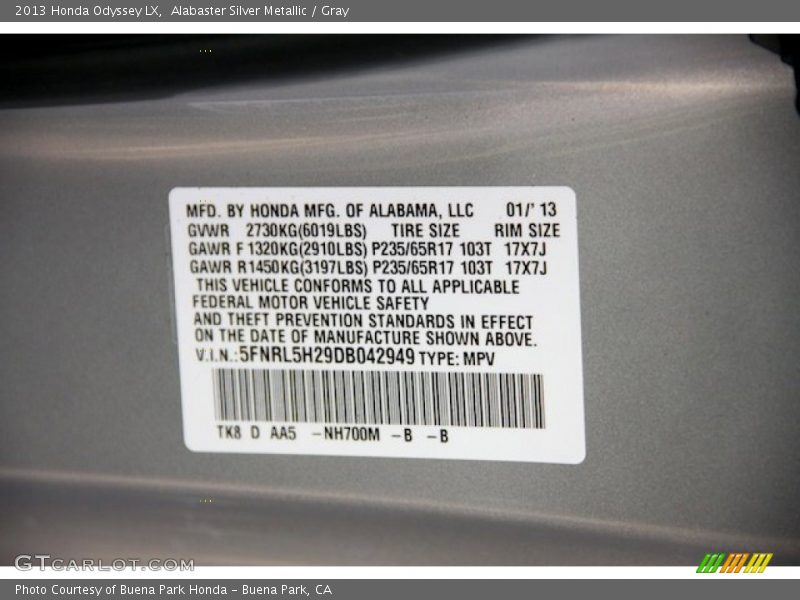 2013 Honda Odyssey LX,  Alabaster Silver Metallic / Gray
MFD. BY HONDA MFG. OF ALABAMA, LLC 01/' 13
GVWR 2730KG(6019LBS) TIRE SIZE RIM SIZE
GAWR F 1320KG(2910LBS) P235/65R17 103T 17X7J
GAWR R1450KG(3197LBS) P235/65R17 103T 17X7J
THIS VEHICLE CONFORMS TO ALL APPLICABLE
FEDERAL MOTOR VEHICLE SAFETY
AND THEFT PREVENTION STANDARDS IN EFFECT
ON THE DATE OF MANUFACTURE SHOWN ABOVE.
V.I.N.:5FNRL5H29DB042949 TYPE: MPV
TK8 D AA5 -NH700M -B -B
GTCARLOT.COM
Photo Courtesy of Buena Park Honda - Buena Park, CA